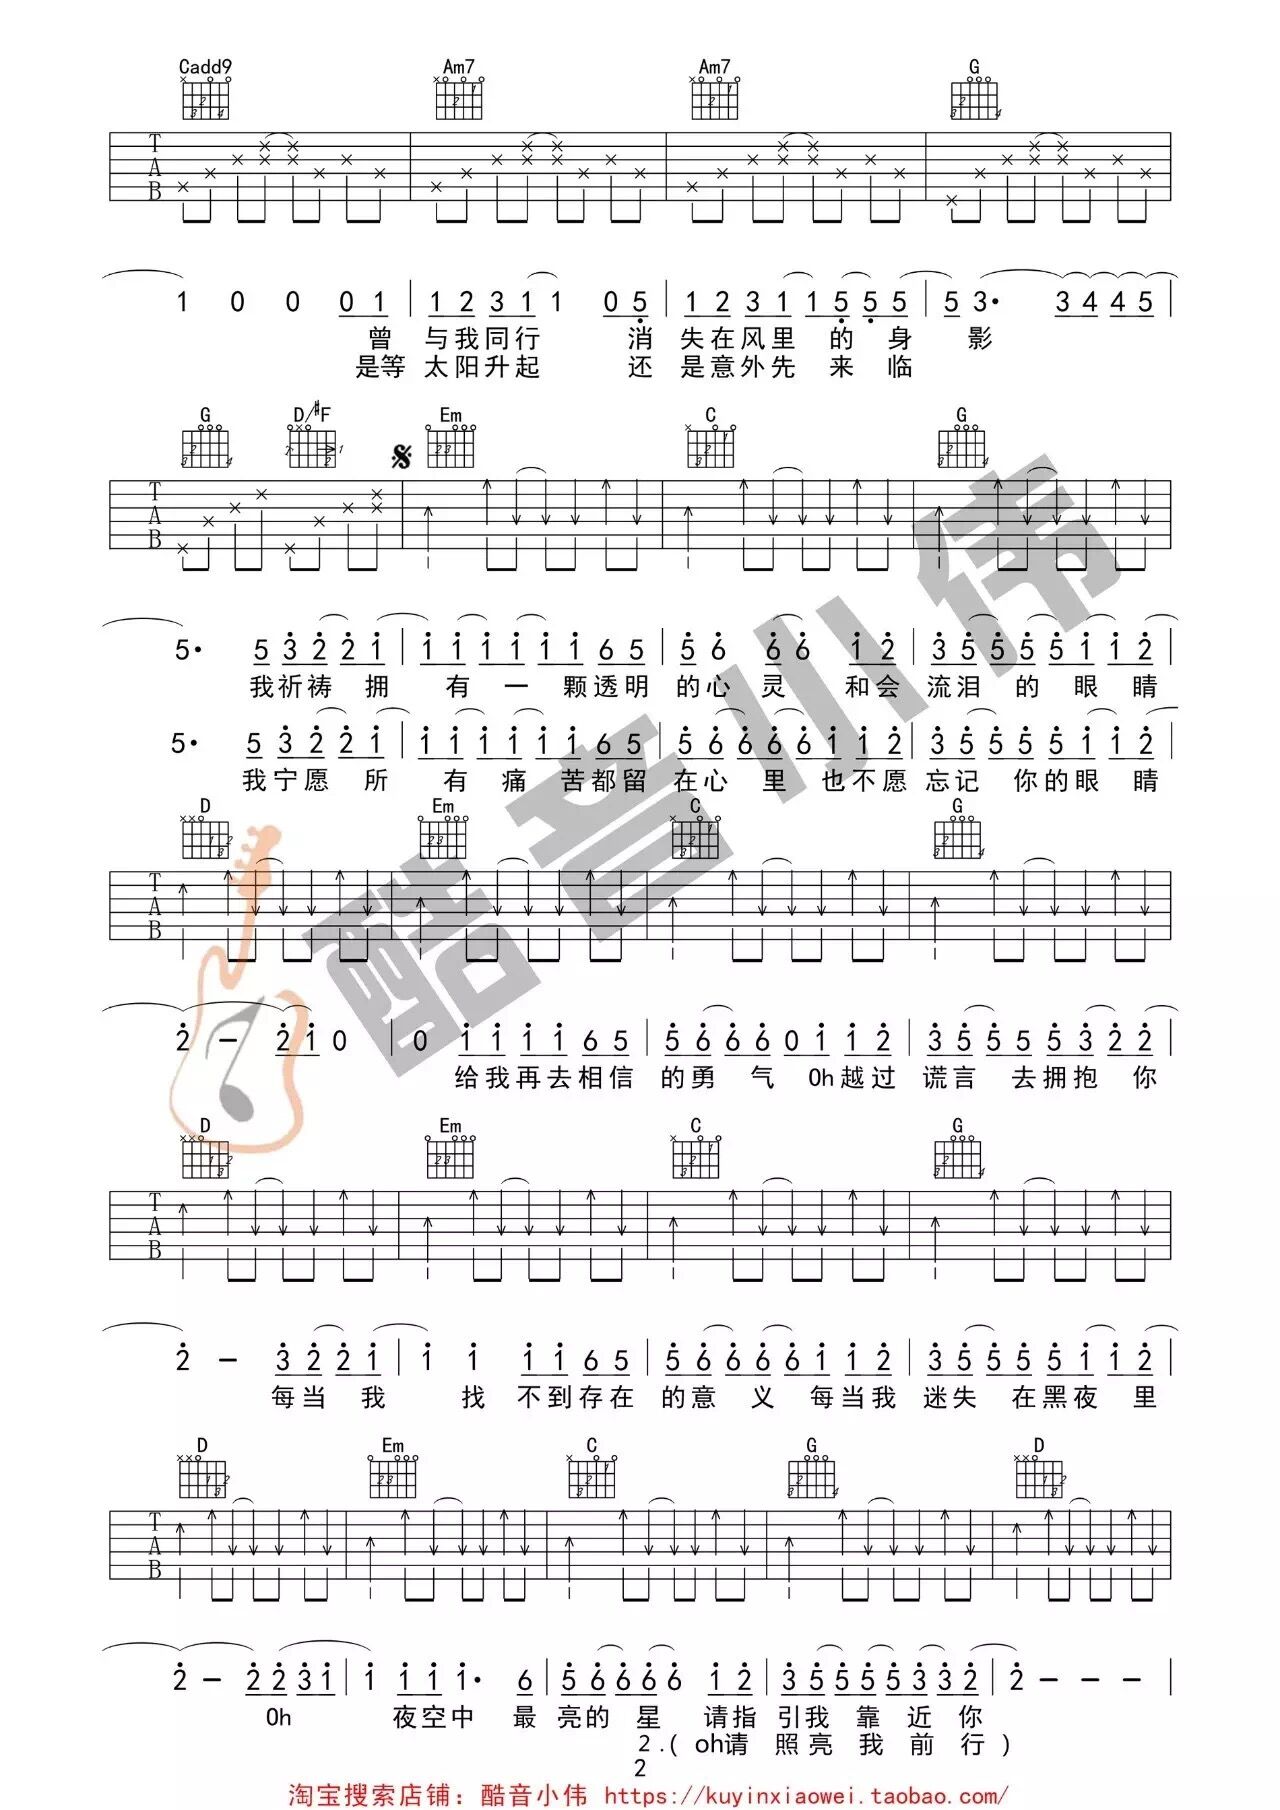 Cadd9 Am7 Am7 G
T A B
1 0 0 0 1 | 1 2 3 1 1 0 5 | 1 2 3 1 1 5 5 5 | 5 3· 3 4 4 5
曾 与我同行 消 失在风里 的 身 影
是等 太阳升起 还 是意外先 来 临
G D/#F Em C G
T A B
5· 5 3 2 2 1 | 1 1 1 1 1 1 6 5 | 5 6 6 6 1 2 | 3 5 5 5 5 1 1 2
我祈祷 拥 有 一 颗透明 的心 灵 和会 流泪 的 眼 睛
5· 5 3 2 2 1 | 1 1 1 1 1 1 6 5 | 5 6 6 6 6 1 1 2 | 3 5 5 5 5 1 1 2
我宁愿 所 有 痛 苦都留 在心 里 也不愿 忘记 你的眼 睛
D Em C G
T A B
2 - 2 1 0 | 0 1 1 1 1 6 5 | 5 6 6 6 0 1 1 2 | 3 5 5 5 5 3 2 2
给我再去相信 的勇 气 Oh越过 谎言 去拥抱 你
D Em C G
T A B
2 - 3 2 2 1 | 1 1 1 1 6 5 | 5 6 6 6 6 1 1 2 | 3 5 5 5 5 1 1 2
每当 我 找 不到存在 的意 义 每当我 迷失 在黑夜 里
D Em C G D
T A B
2 - 2 2 3 1 | 1 1 1 1· 6 | 5 6 6 6 6 1 2 | 3 5 5 5 5 3 3 2 | 2 - - -
Oh 夜空中 最 亮的 星 请指 引我 靠 近 你
2.( oh请 照 亮 我 前 行 )
2
淘宝搜索店铺：酷音小伟 https://kuyinxiaowei.taobao.com/
酷音小伟